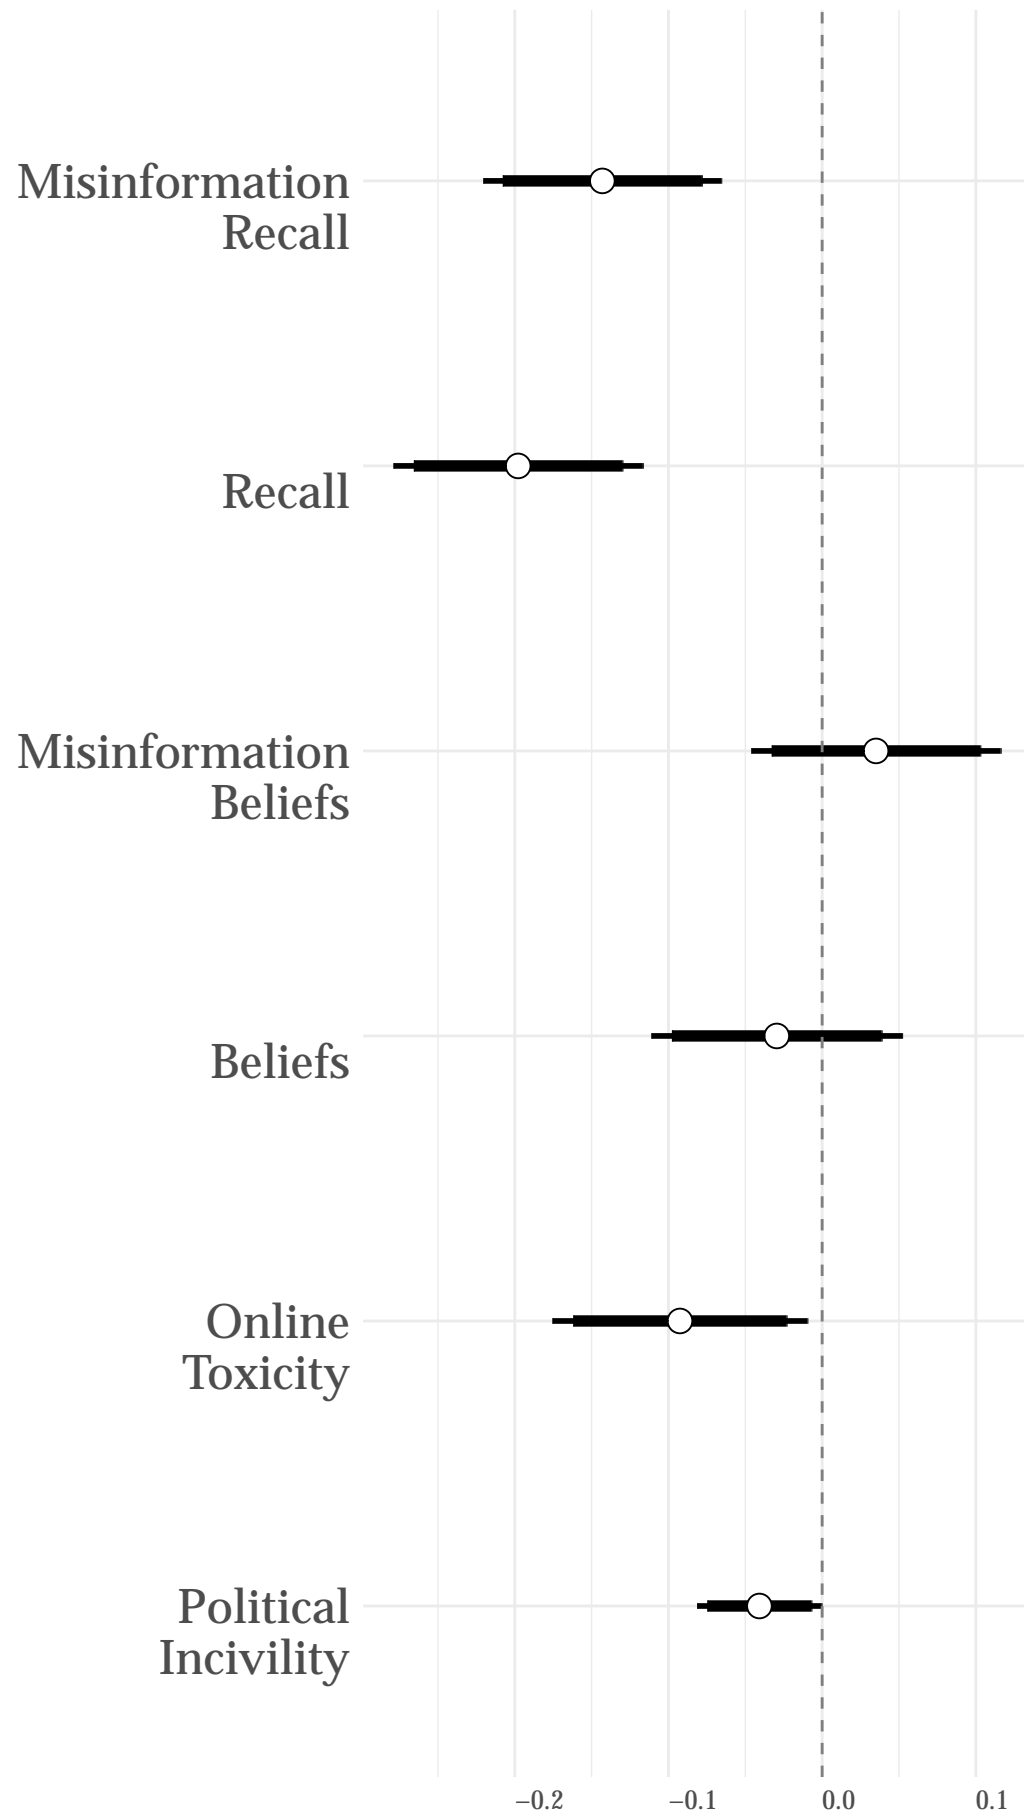 Misinformation
Recall
Recall
Misinformation
Beliefs
Beliefs
Online
Toxicity
Political
Incivility
−0.2 −0.1 0.0 0.1